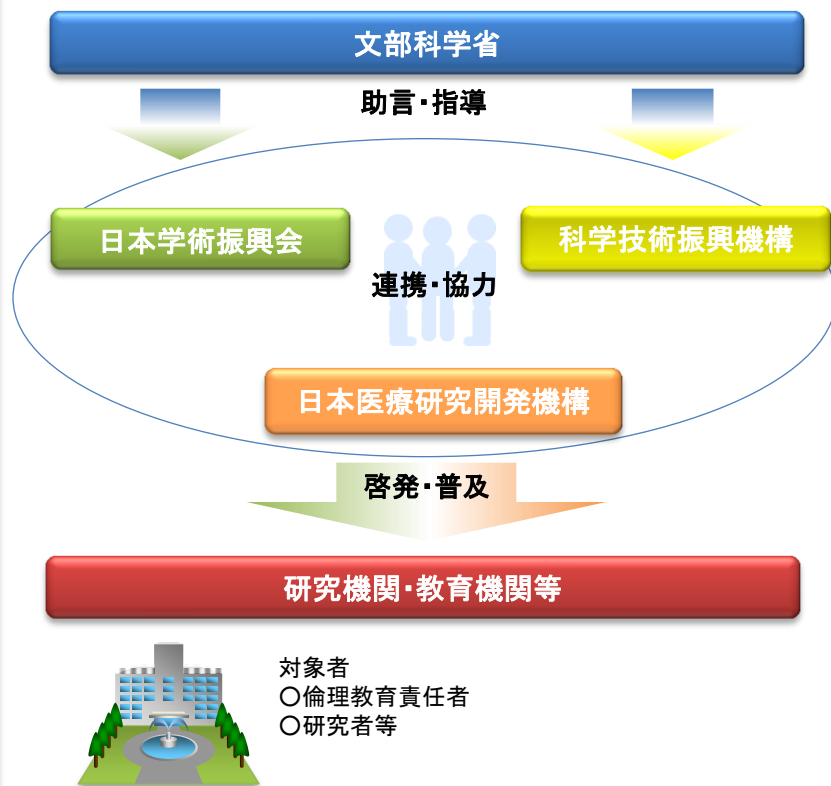 文部科学省
助言・指導
日本学術振興会
科学技術振興機構
連携・協力
日本医療研究開発機構
啓発・普及
研究機関・教育機関等
対象者
〇倫理教育責任者
〇研究者等